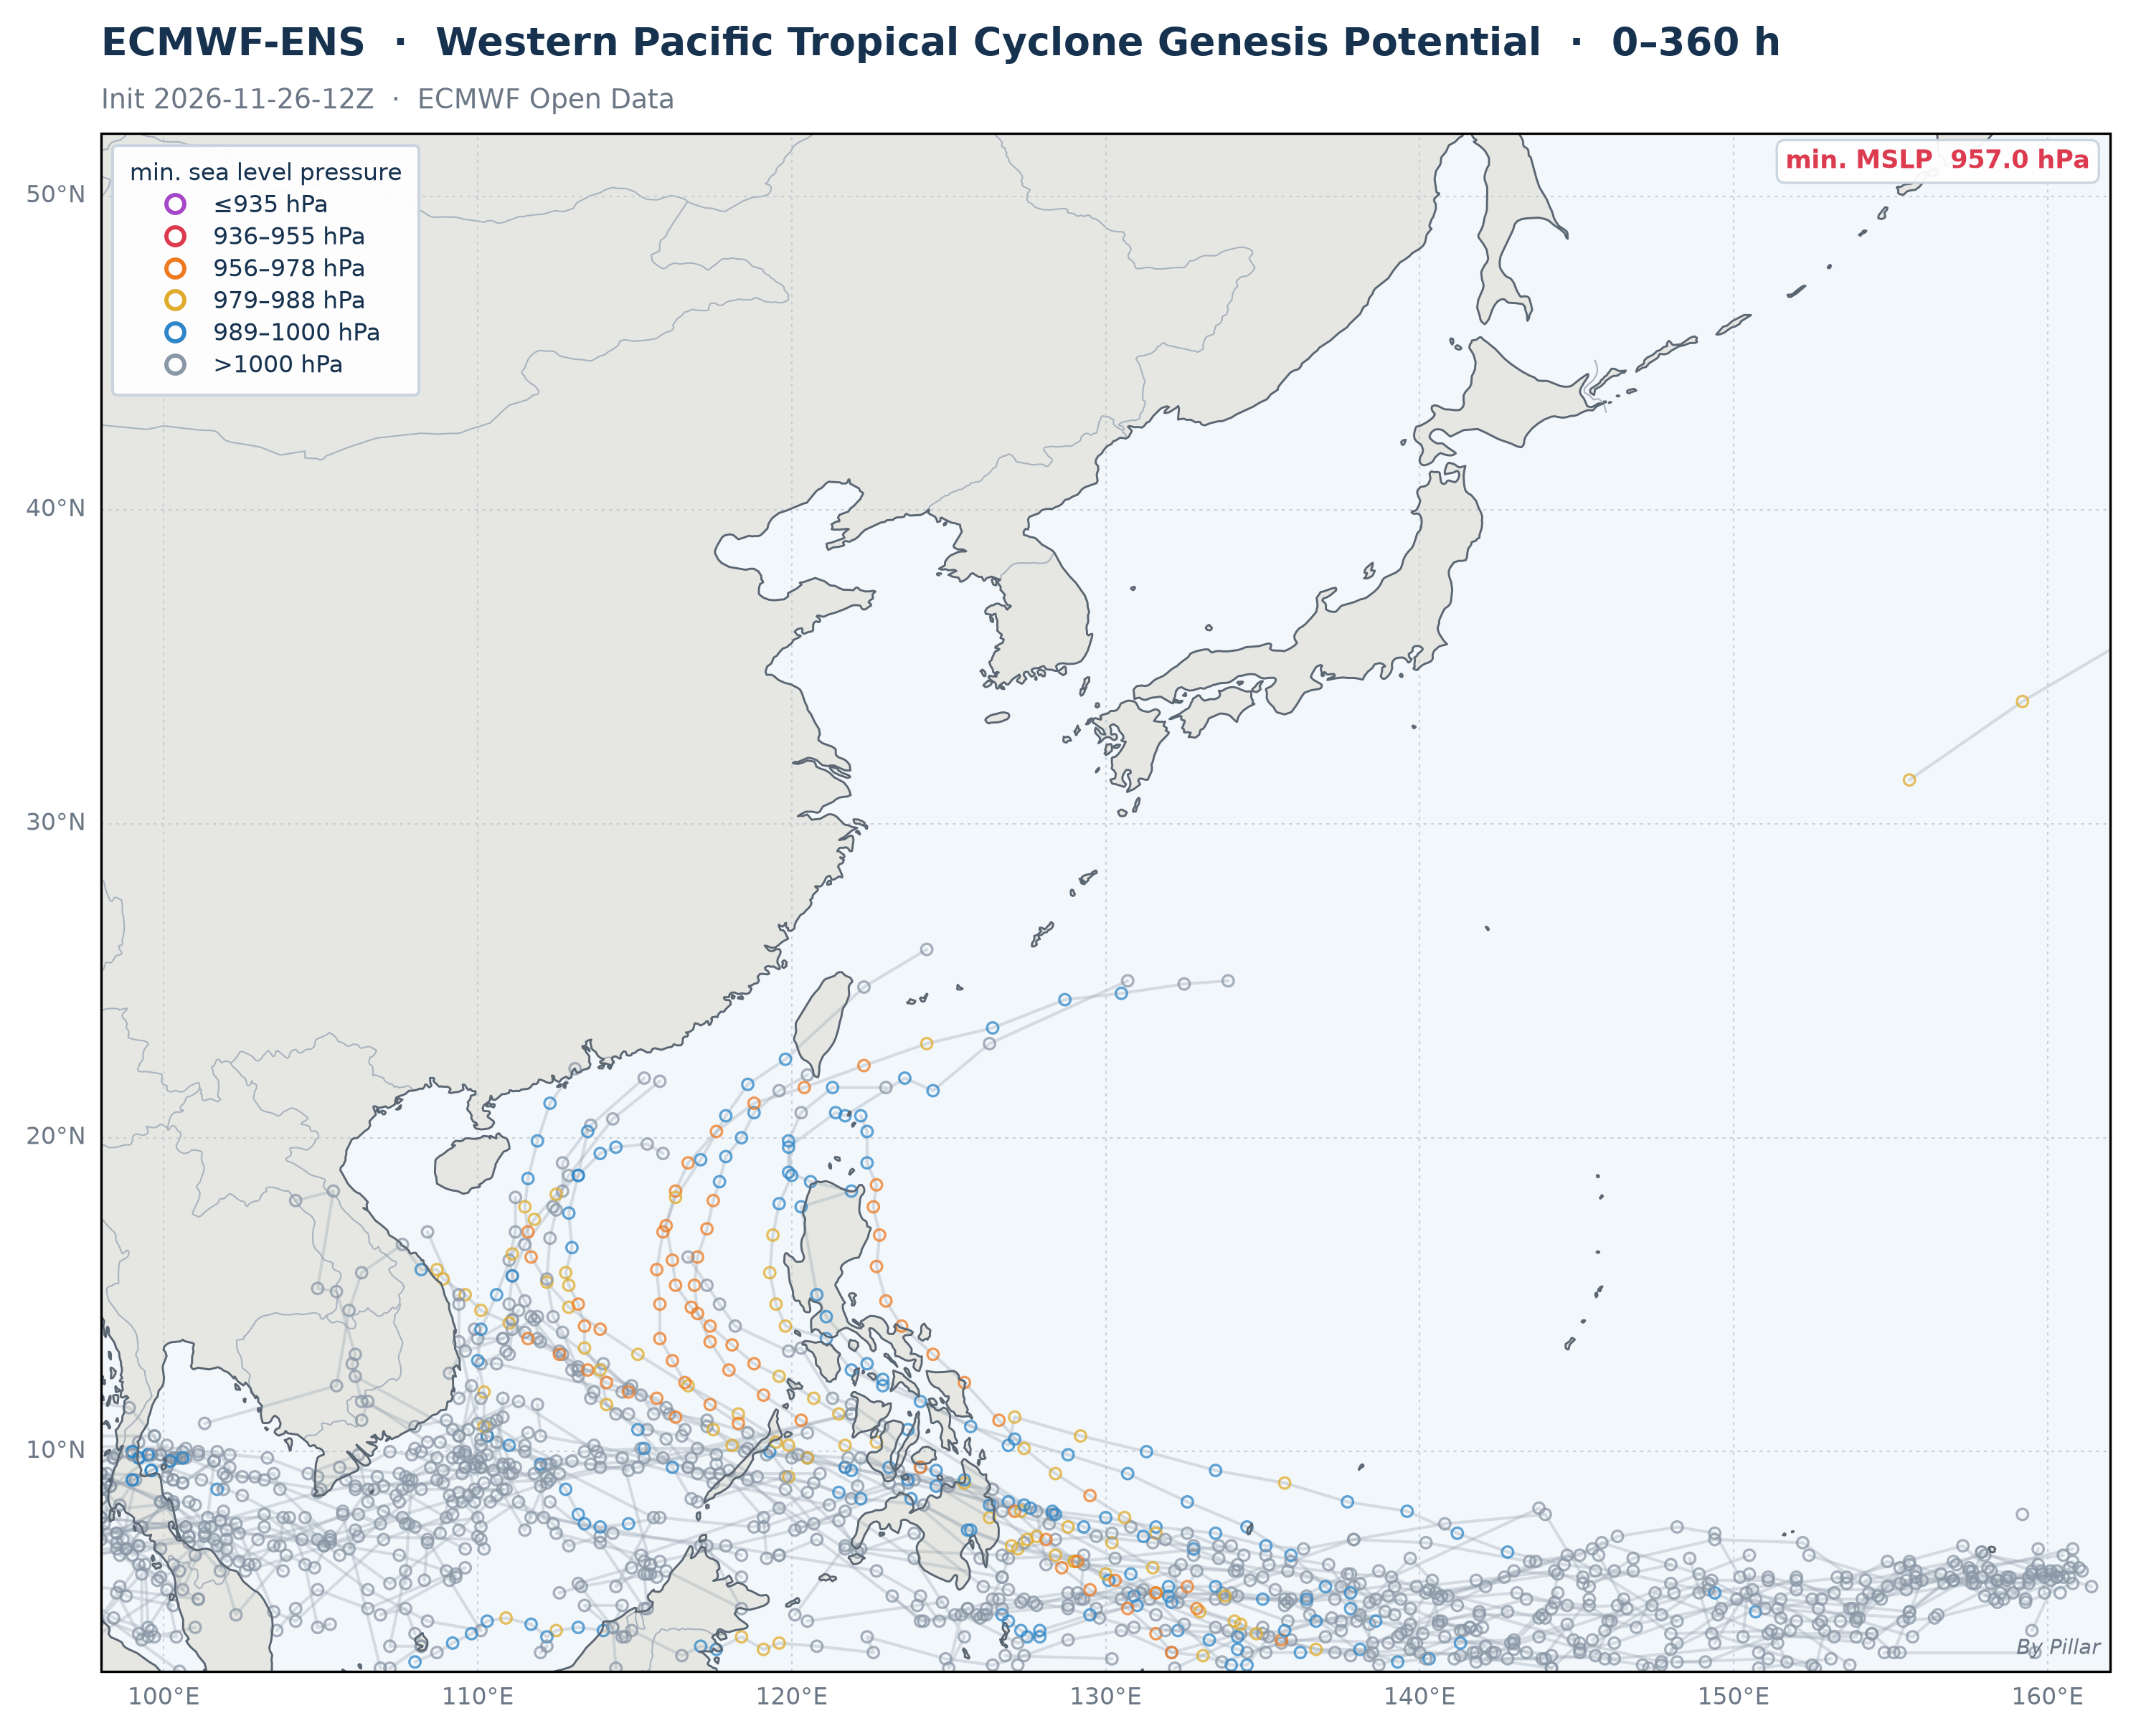 ECMWF-ENS · Western Pacific Tropical Cyclone Genesis Potential · 0–360 h
Init 2026-11-26-12Z · ECMWF Open Data
min. sea level pressure
≤935 hPa
936–955 hPa
956–978 hPa
979–988 hPa
989–1000 hPa
>1000 hPa
min. MSLP 957.0 hPa
50°N
40°N
30°N
20°N
10°N
By Pillar
100°E 110°E 120°E 130°E 140°E 150°E 160°E